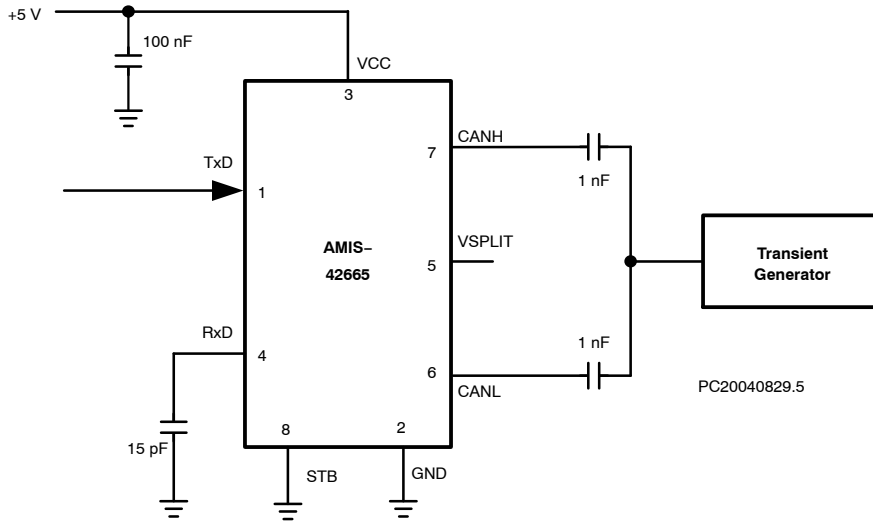 +5 V
100 nF
VCC
3
CANH
7
TxD
1 nF
1
VSPLIT
AMIS–
42665
5
Transient
Generator
RxD
1 nF
4
6
CANL
PC20040829.5
15 pF
8
2
STB
GND